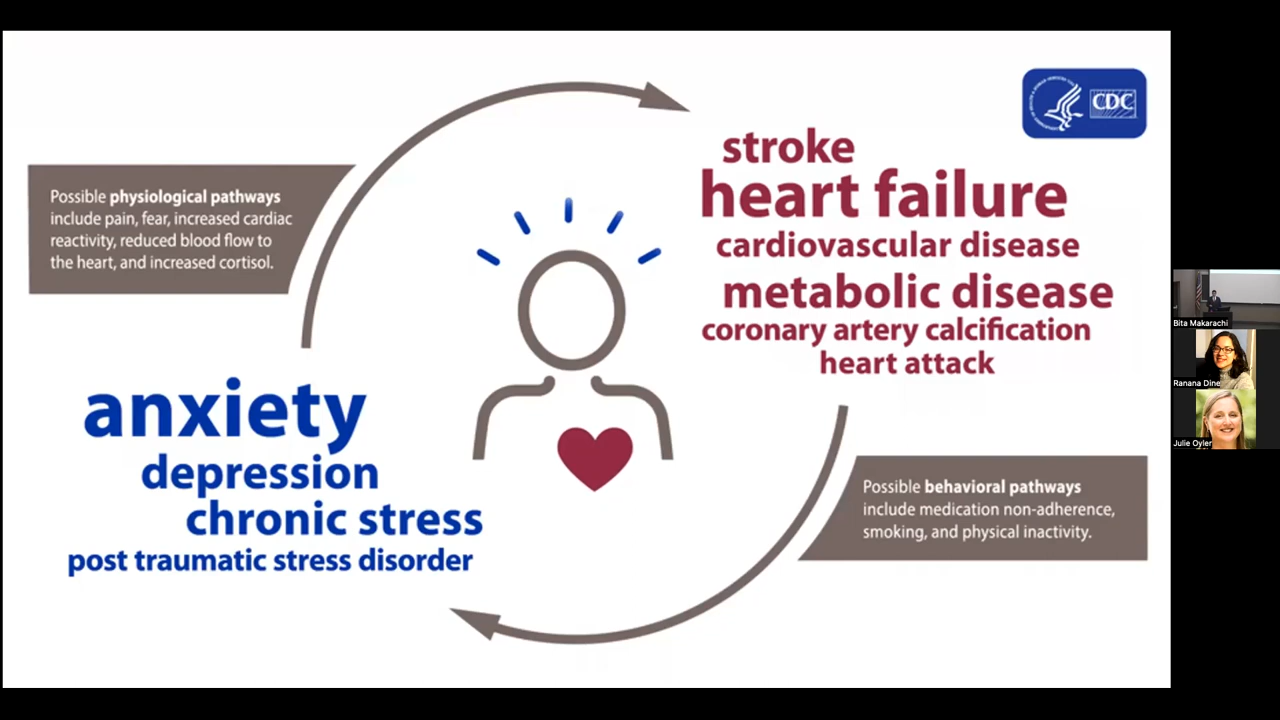 CDC
stroke
heart failure
cardiovascular disease
metabolic disease
coronary artery calcification
heart attack
Possible physiological pathways
include pain, fear, increased cardiac
reactivity, reduced blood flow to
the heart, and increased cortisol.
anxiety
depression
chronic stress
post traumatic stress disorder
Possible behavioral pathways
include medication non-adherence,
smoking, and physical inactivity.
Bita Makarachi
Ranana Dine
Julie Oyler